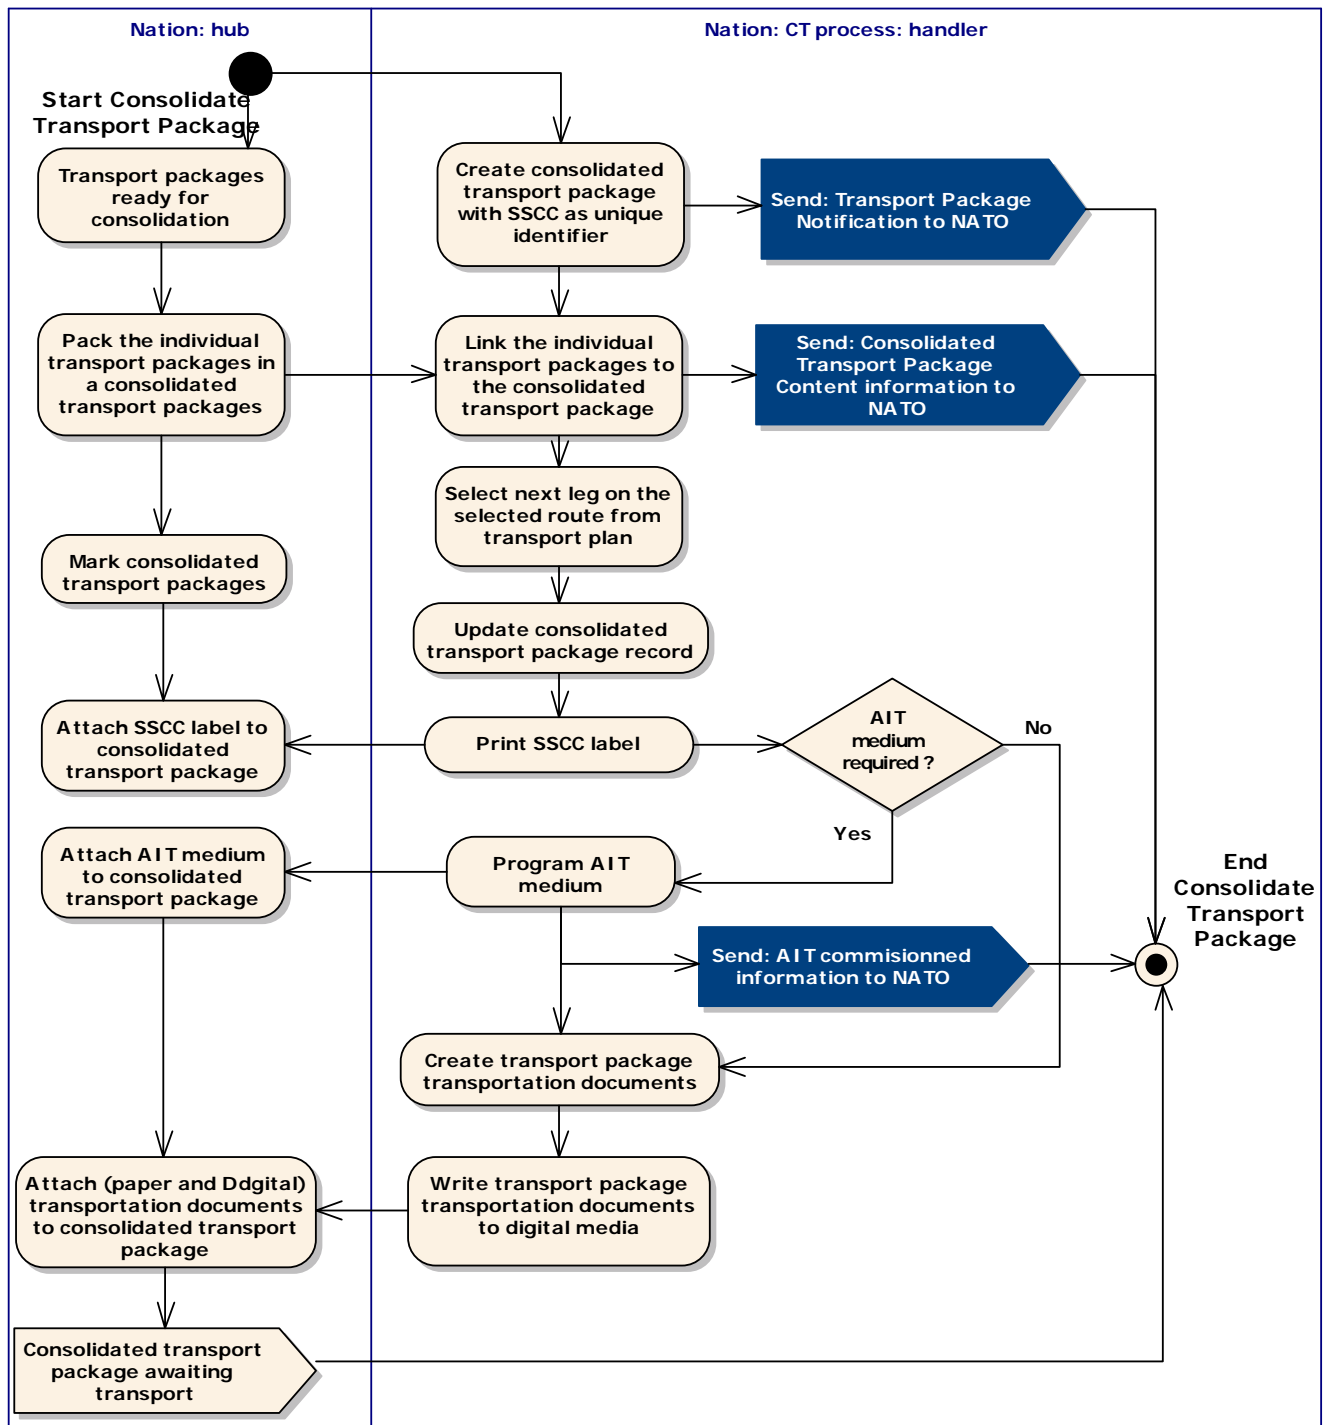 Nation: hub
Nation: CT process: handler
Start Consolidate
Transport Package
Transport packages
ready for
consolidation
Create consolidated
transport package
with SSCC as unique
identifier
Send: Transport Package
Notification to NATO
Pack the individual
transport packages in
a consolidated
transport packages
Link the individual
transport packages to
the consolidated
transport package
Send: Consolidated
Transport Package
Content information to
NATO
Select next leg on the
selected route from
transport plan
Mark consolidated
transport packages
Update consolidated
transport package record
Attach SSCC label to
consolidated
transport package
Print SSCC label
AIT
medium
required ?
No
Yes
Attach AIT medium
to consolidated
transport package
Program AIT
medium
End
Consolidate
Transport
Package
Send: AIT commisionned
information to NATO
Create transport package
transportation documents
Attach (paper and Ddgital)
transportation documents
to consolidated transport
package
Write transport package
transportation documents
to digital media
Consolidated transport
package awaiting
transport